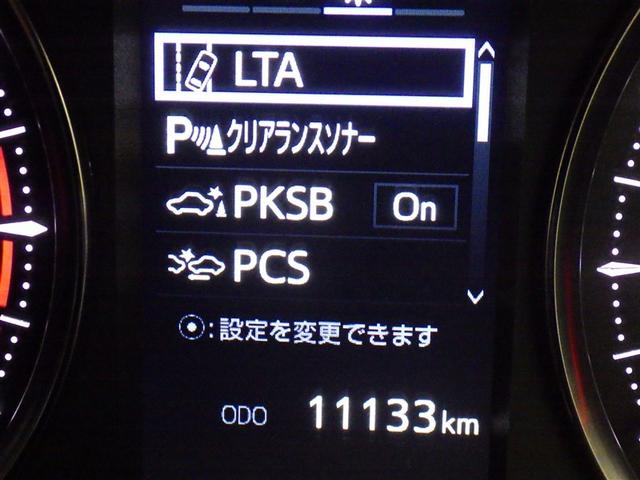 LTA
P クリアランスソナー
PKSB On
PCS
⦿:設定を変更できます
ODO 11133km